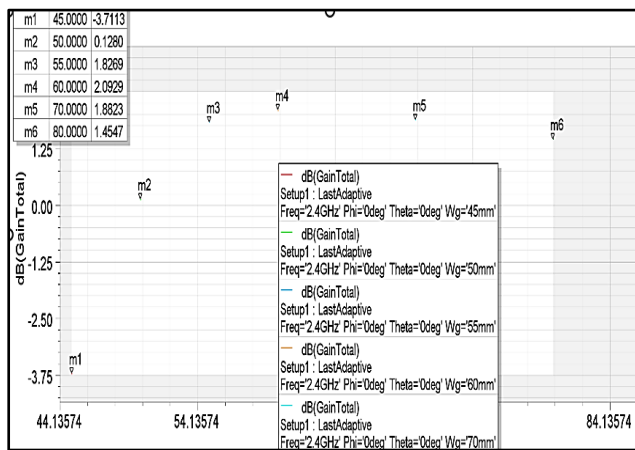 m1 45.0000 -3.7113
m2 50.0000 0.1280
m3 55.0000 1.8269
m4 60.0000 2.0929
m5 70.0000 1.8823
m6 80.0000 1.4547
m4
m3
m5
m6
1.25
m2
0.00
dB(GainTotal)
-1.25
-2.50
m1
-3.75
dB(GainTotal)
Setup1 : LastAdaptive
Freq='2.4GHz' Phi='0deg' Theta='0deg' Wg='45mm'
dB(GainTotal)
Setup1 : LastAdaptive
Freq='2.4GHz' Phi='0deg' Theta='0deg' Wg='50mm'
dB(GainTotal)
Setup1 : LastAdaptive
Freq='2.4GHz' Phi='0deg' Theta='0deg' Wg='55mm'
dB(GainTotal)
Setup1 : LastAdaptive
Freq='2.4GHz' Phi='0deg' Theta='0deg' Wg='60mm'
dB(GainTotal)
Setup1 : LastAdaptive
Freq='2.4GHz' Phi='0deg' Theta='0deg' Wg='70mm'
44.13574 54.13574 84.13574